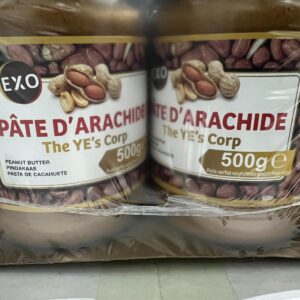 EXO
PÂTE D'ARACHIDE
The YE's Corp
500g
PEANUT BUTTER
PINDAKAAS
PASTA DE CACAHUETE
EXO
PÂTE D'ARACHIDE
The YE's Corp
500g e